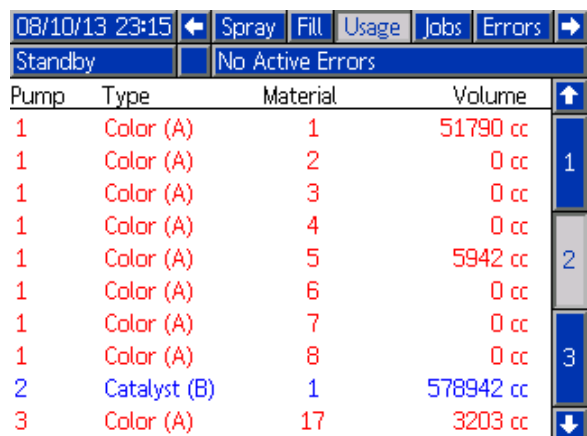 08/10/13 23:15 Spray Fill Usage Jobs Errors
Standby No Active Errors
Pump Type Material Volume
1 Color (A) 1 51790 cc
1 Color (A) 2 0 cc
1 Color (A) 3 0 cc
1 Color (A) 4 0 cc
1 Color (A) 5 5942 cc
1 Color (A) 6 0 cc
1 Color (A) 7 0 cc
1 Color (A) 8 0 cc
2 Catalyst (B) 1 578942 cc
3 Color (A) 17 3203 cc
1
2
3